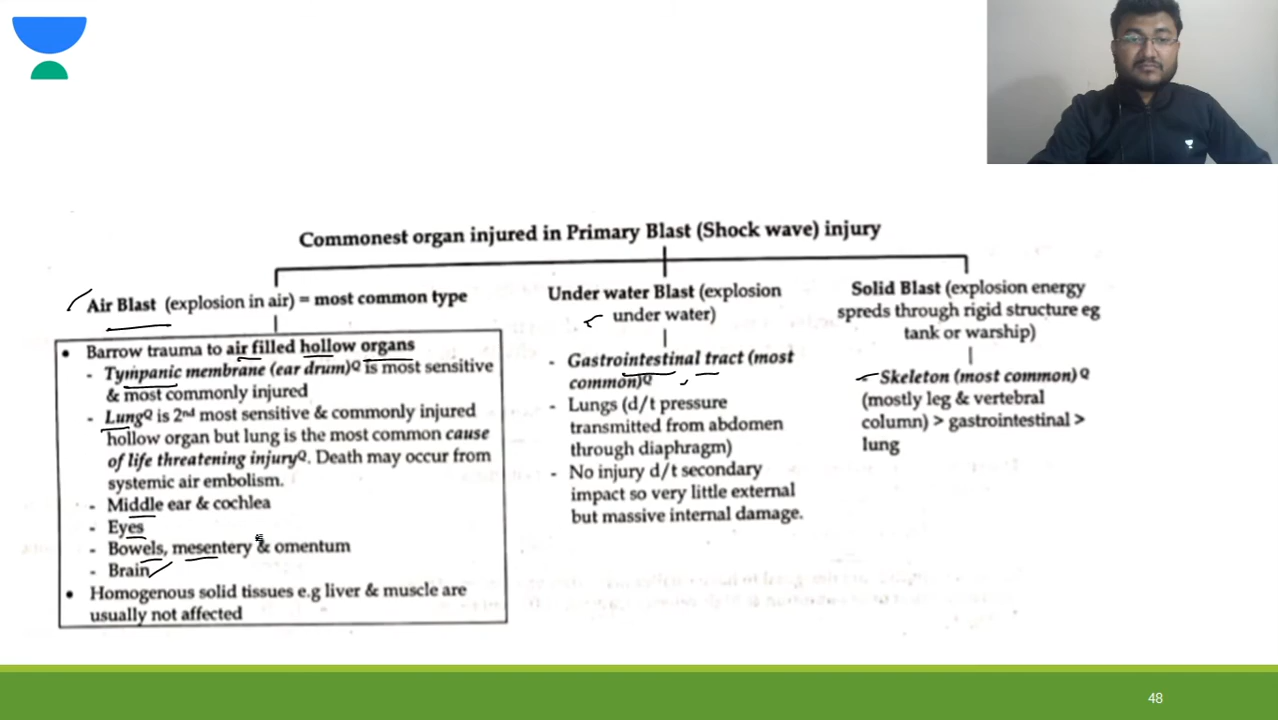 Commonest organ injured in Primary Blast (Shock wave) injury
Air Blast (explosion in air) = most common type
• Barrow trauma to air filled hollow organs
- Tympanic membrane (ear drum)Q is most sensitive
& most commonly injured
- LungQ is 2nd most sensitive & commonly injured
hollow organ but lung is the most common cause
of life threatening injuryQ. Death may occur from
systemic air embolism.
- Middle ear & cochlea
- Eyes
- Bowels, mesentery & omentum
- Brain
• Homogenous solid tissues e.g liver & muscle are
usually not affected
Under water Blast (explosion
under water)
- Gastrointestinal tract (most
common)Q
- Lungs (d/t pressure
transmitted from abdomen
through diaphragm)
- No injury d/t secondary
impact so very little external
but massive internal damage.
Solid Blast (explosion energy
spreds through rigid structure eg
tank or warship)
- Skeleton (most common) Q
(mostly leg & vertebral
column) > gastrointestinal >
lung
48